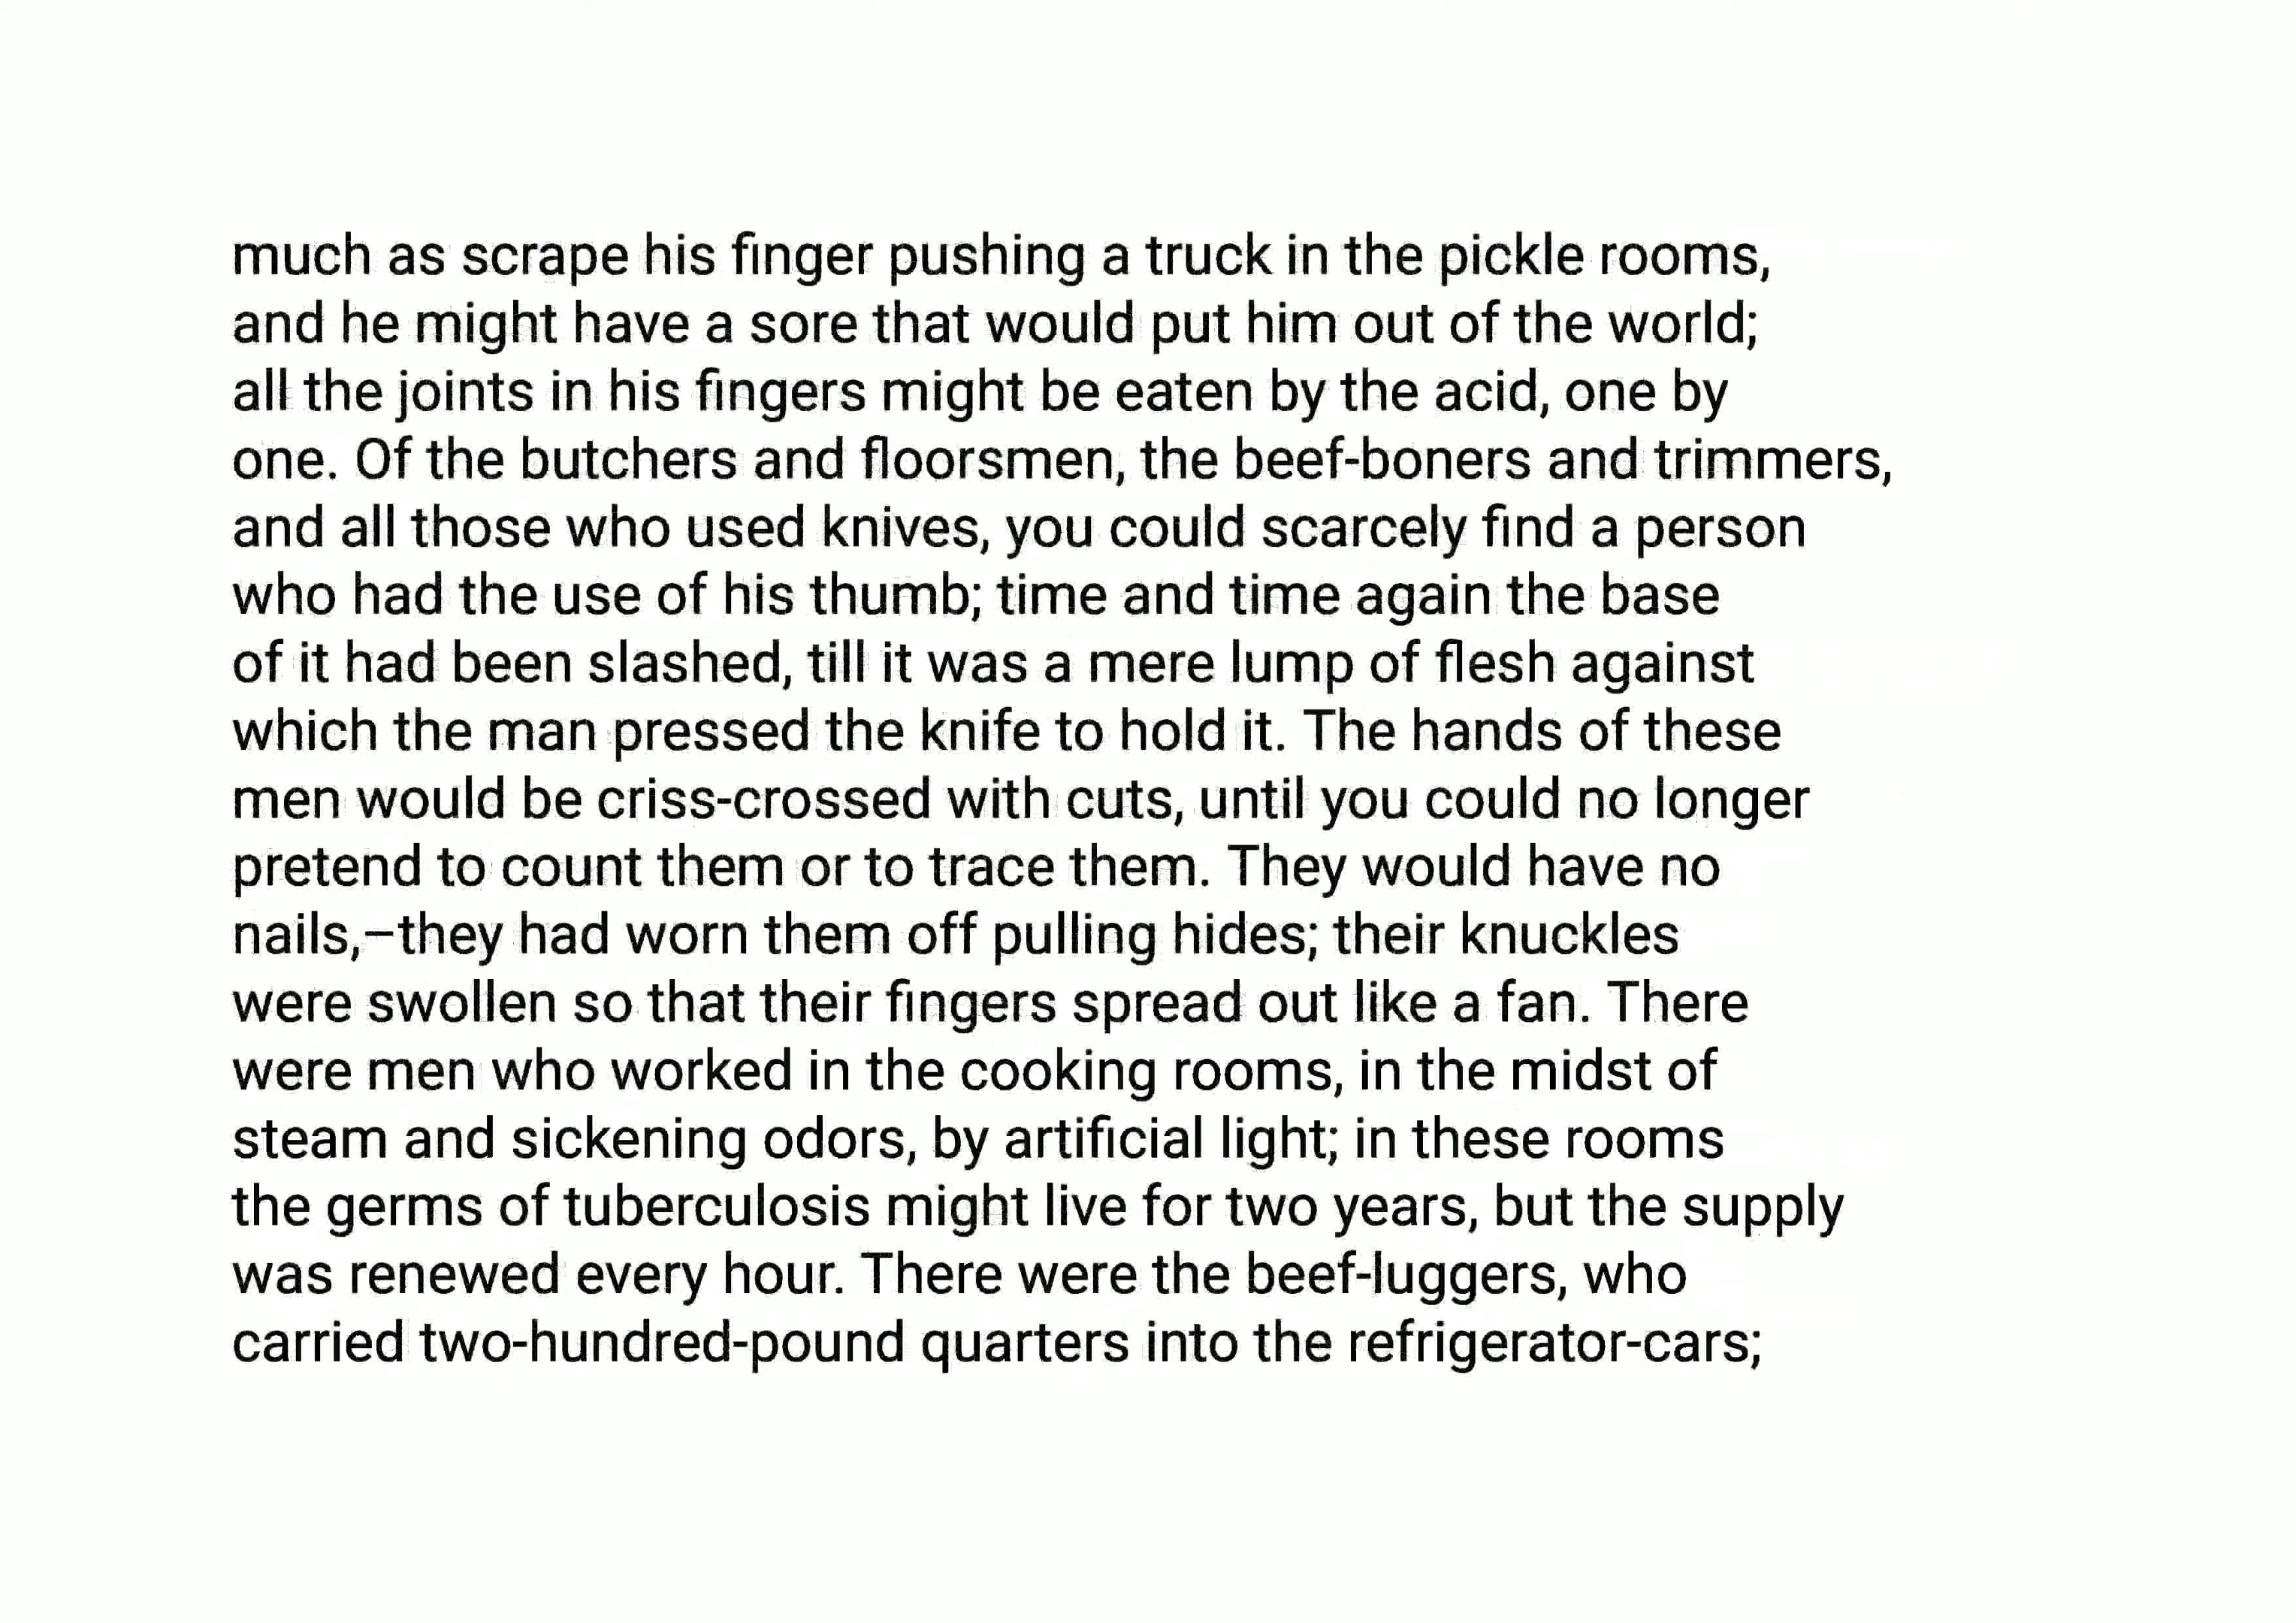 much as scrape his finger pushing a truck in the pickle rooms,
and he might have a sore that would put him out of the world;
all the joints in his fingers might be eaten by the acid, one by
one. Of the butchers and floorsmen, the beef-boners and trimmers,
and all those who used knives, you could scarcely find a person
who had the use of his thumb; time and time again the base
of it had been slashed, till it was a mere lump of flesh against
which the man pressed the knife to hold it. The hands of these
men would be criss-crossed with cuts, until you could no longer
pretend to count them or to trace them. They would have no
nails,–they had worn them off pulling hides; their knuckles
were swollen so that their fingers spread out like a fan. There
were men who worked in the cooking rooms, in the midst of
steam and sickening odors, by artificial light; in these rooms
the germs of tuberculosis might live for two years, but the supply
was renewed every hour. There were the beef-luggers, who
carried two-hundred-pound quarters into the refrigerator-cars;